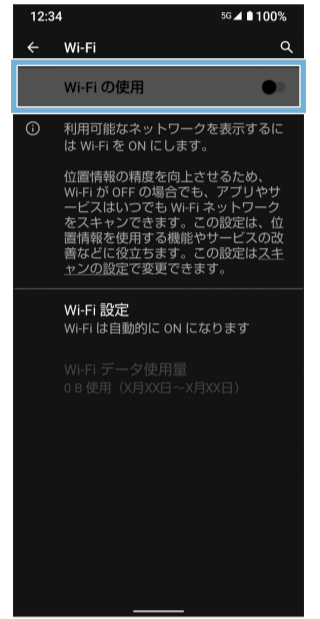 12:34 5G 100%
Wi-Fi
Wi-Fi の使用
利用可能なネットワークを表示するに
は Wi-Fi を ON にします。
位置情報の精度を向上させるため、
Wi-Fi が OFF の場合でも、アプリやサ
ービスはいつでも Wi-Fi ネットワーク
をスキャンできます。この設定は、位
置情報を使用する機能やサービスの改
善などに役立ちます。この設定はスキ
ャンの設定で変更できます。
Wi-Fi 設定
Wi-Fi は自動的に ON になります
Wi-Fi データ使用量
0 B 使用（X月XX日～X月XX日）